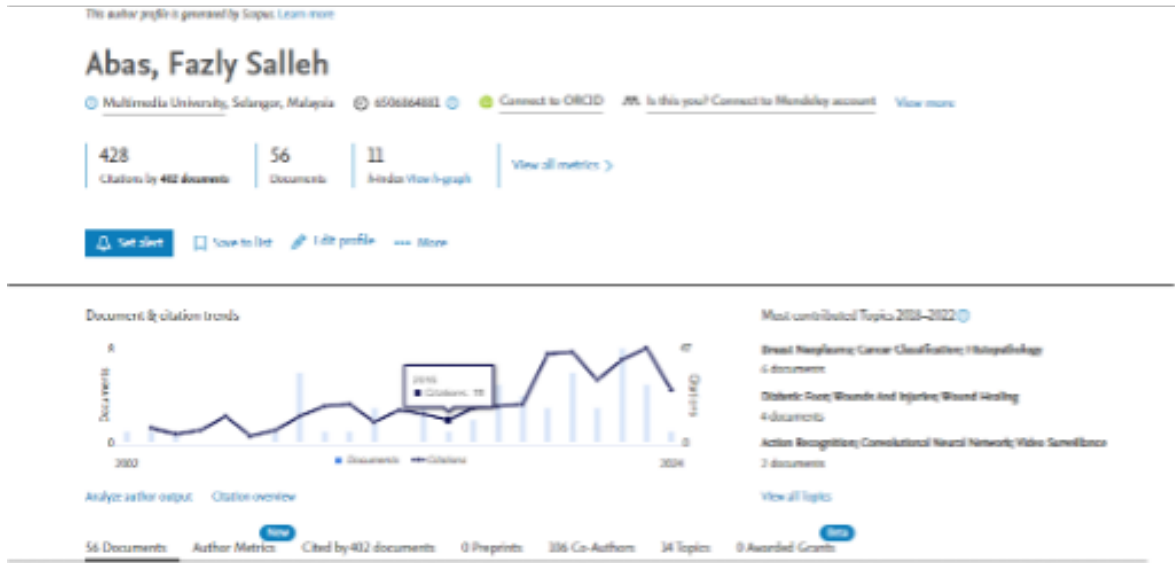 This author profile is generated by Scopus Learn more
Abas, Fazly Salleh
Multimedia University, Selangor, Malaysia 6506864881 Connect to ORCID Is this you? Connect to Mendeley account View more
428 56 11 View all metrics >
Citations by 402 documents Documents h-index View h-graph
Set alert Save to list Edit profile More
Document & citation trends Most contributed Topics 2018–2022
8 47 Breast Neoplasms; Cancer Classification; Histopathology
6 documents
Documents Citations Diabetic Foot; Wounds And Injuries; Wound Healing
Citations: 4 documents
0 0 Action Recognition; Convolutional Neural Network; Video Surveillance
2002 Documents Citations 2024 2 documents
Analyze author output Citation overview View all Topics
New Beta
56 Documents Author Metrics Cited by 402 documents 0 Preprints 106 Co-Authors 14 Topics 0 Awarded Grants